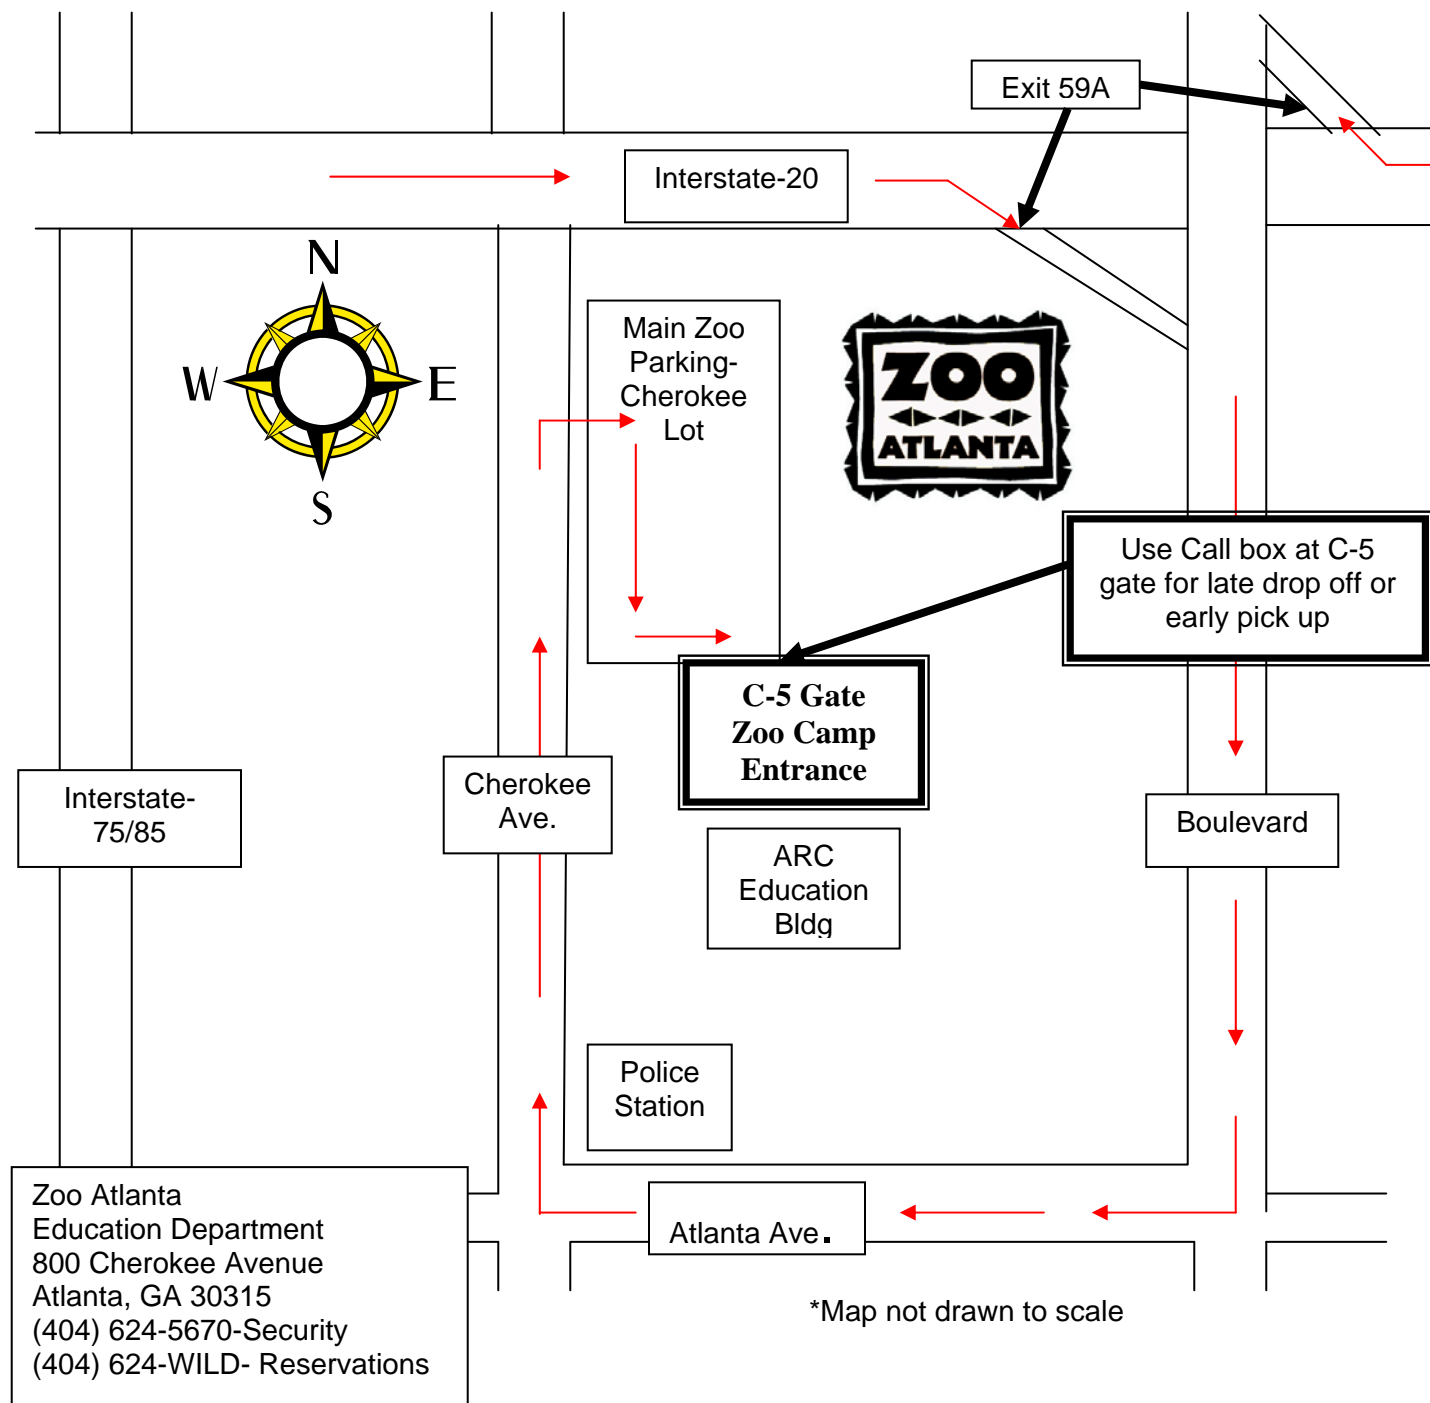 Exit 59A
Interstate-20
N
W
E
S
Main Zoo
Parking-
Cherokee
Lot
ZOO
ATLANTA
Use Call box at C-5
gate for late drop off or
early pick up
C-5 Gate
Zoo Camp
Entrance
Interstate-
75/85
Cherokee
Ave.
Boulevard
ARC
Education
Bldg
Police
Station
Atlanta Ave.
Zoo Atlanta
Education Department
800 Cherokee Avenue
Atlanta, GA 30315
(404) 624-5670-Security
(404) 624-WILD- Reservations
*Map not drawn to scale